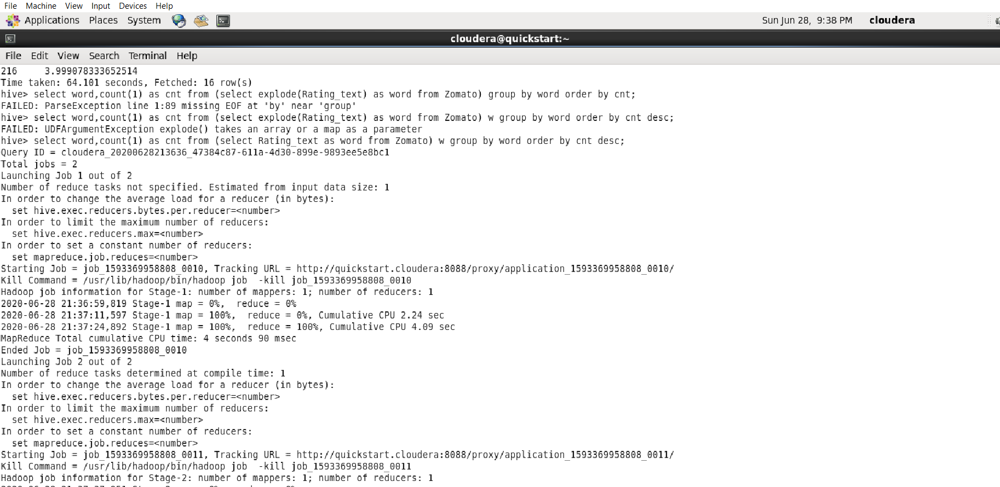 File Machine View Input Devices Help
Applications Places System Sun Jun 28, 9:38 PM cloudera
cloudera@quickstart:~
File Edit View Search Terminal Help
216     3.999078333652514
Time taken: 64.101 seconds, Fetched: 16 row(s)
hive> select word,count(1) as cnt from (select explode(Rating_text) as word from Zomato) group by word order by cnt;
FAILED: ParseException line 1:89 missing EOF at 'by' near 'group'
hive> select word,count(1) as cnt from (select explode(Rating_text) as word from Zomato) w group by word order by cnt desc;
FAILED: UDFArgumentException explode() takes an array or a map as a parameter
hive> select word,count(1) as cnt from (select Rating_text as word from Zomato) w group by word order by cnt desc;
Query ID = cloudera_20200628213636_47384c87-611a-4d30-899e-9893ee5e8bc1
Total jobs = 2
Launching Job 1 out of 2
Number of reduce tasks not specified. Estimated from input data size: 1
In order to change the average load for a reducer (in bytes):
  set hive.exec.reducers.bytes.per.reducer=<number>
In order to limit the maximum number of reducers:
  set hive.exec.reducers.max=<number>
In order to set a constant number of reducers:
  set mapreduce.job.reduces=<number>
Starting Job = job_1593369958808_0010, Tracking URL = http://quickstart.cloudera:8088/proxy/application_1593369958808_0010/
Kill Command = /usr/lib/hadoop/bin/hadoop job  -kill job_1593369958808_0010
Hadoop job information for Stage-1: number of mappers: 1; number of reducers: 1
2020-06-28 21:36:59,819 Stage-1 map = 0%,  reduce = 0%
2020-06-28 21:37:11,597 Stage-1 map = 100%,  reduce = 0%, Cumulative CPU 2.24 sec
2020-06-28 21:37:24,892 Stage-1 map = 100%,  reduce = 100%, Cumulative CPU 4.09 sec
MapReduce Total cumulative CPU time: 4 seconds 90 msec
Ended Job = job_1593369958808_0010
Launching Job 2 out of 2
Number of reduce tasks determined at compile time: 1
In order to change the average load for a reducer (in bytes):
  set hive.exec.reducers.bytes.per.reducer=<number>
In order to limit the maximum number of reducers:
  set hive.exec.reducers.max=<number>
In order to set a constant number of reducers:
  set mapreduce.job.reduces=<number>
Starting Job = job_1593369958808_0011, Tracking URL = http://quickstart.cloudera:8088/proxy/application_1593369958808_0011/
Kill Command = /usr/lib/hadoop/bin/hadoop job  -kill job_1593369958808_0011
Hadoop job information for Stage-2: number of mappers: 1; number of reducers: 1